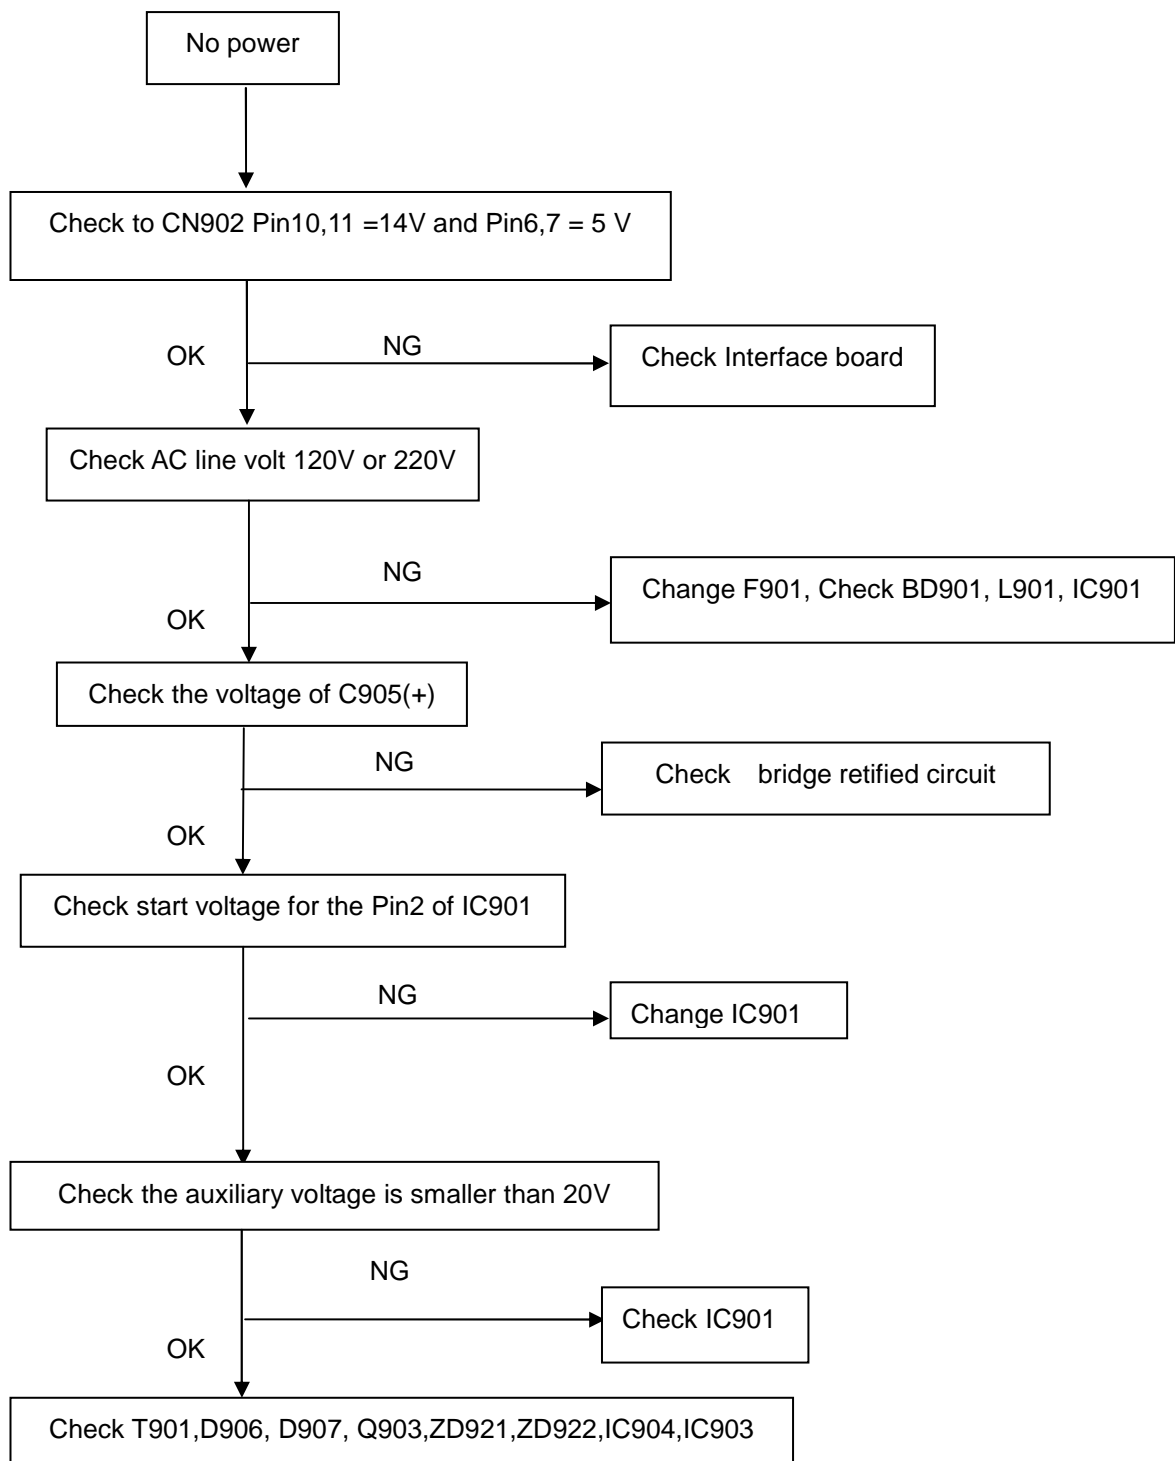 No power
Check to CN902 Pin10,11 =14V and Pin6,7 = 5 V
OK
NG
Check Interface board
Check AC line volt 120V or 220V
NG
Change F901, Check BD901, L901, IC901
OK
Check the voltage of C905(+)
NG
Check bridge retified circuit
OK
Check start voltage for the Pin2 of IC901
NG
Change IC901
OK
Check the auxiliary voltage is smaller than 20V
NG
Check IC901
OK
Check T901,D906, D907, Q903,ZD921,ZD922,IC904,IC903